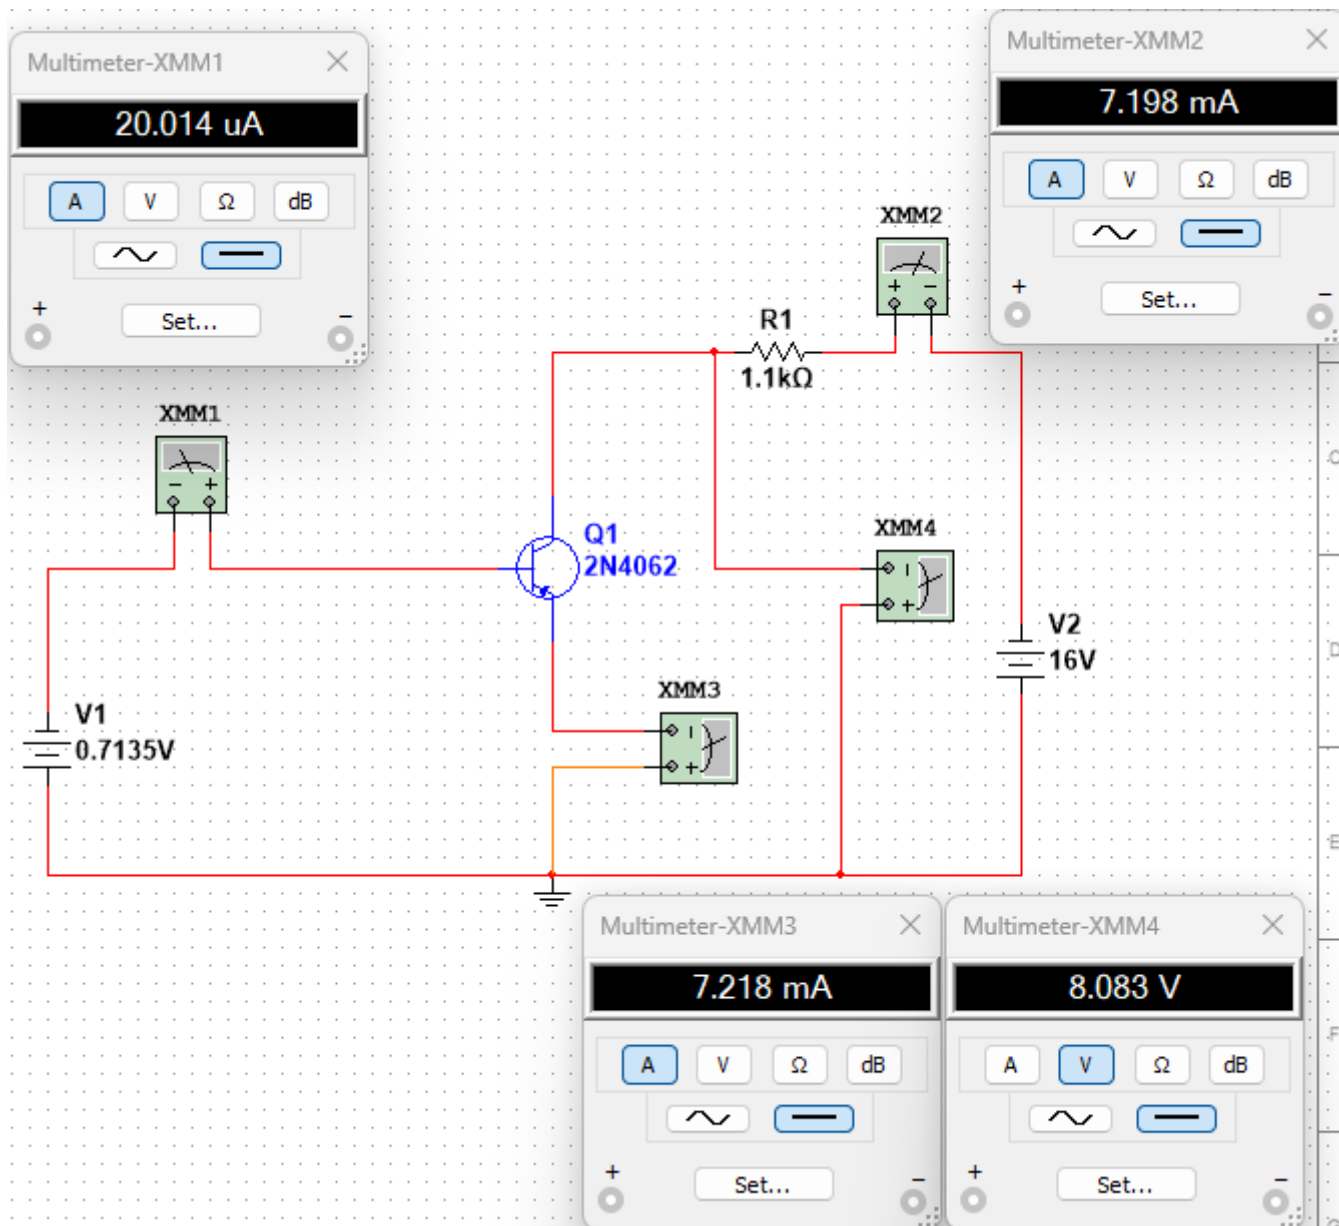 Multimeter-XMM1
20.014 uA
A V Ω dB
+ −
Set...
Multimeter-XMM2
7.198 mA
A V Ω dB
+ −
Set...
XMM2
+ −
R1
1.1kΩ
XMM1
− +
Q1
2N4062
XMM4
−
+
V2
16V
XMM3
−
+
V1
0.7135V
C
D
E
F
Multimeter-XMM3
7.218 mA
A V Ω dB
+ −
Set...
Multimeter-XMM4
8.083 V
A V Ω dB
+ −
Set...